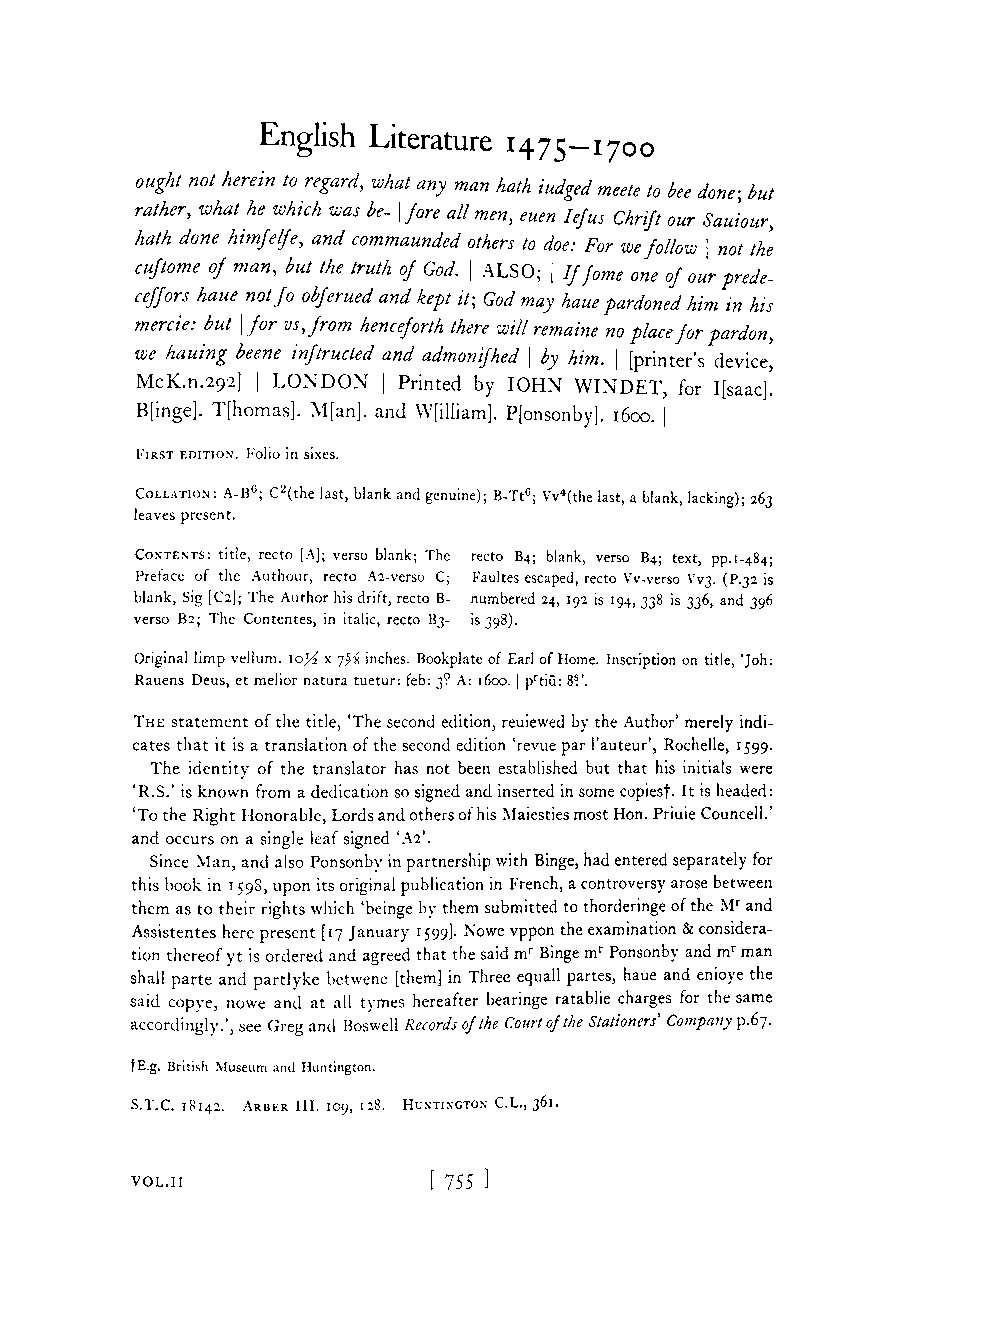 English Literature 1475–1700
ought not herein to regard, what any man hath iudged meete to bee done; but
rather, what he which was be- | ſore all men, euen Ieſus Chriſt our Sauiour,
hath done himſelſe, and commaunded others to doe: For we follow | not the
cuſtome of man, but the truth of God. | ALSO; | If ſome one of our prede-
ceſſors haue not ſo obſerued and kept it; God may haue pardoned him in his
mercie: but | for vs, from henceforth there will remaine no place for pardon,
we hauing beene inſtructed and admoniſhed | by him. | [printer's device,
McK.n.292] | LONDON | Printed by IOHN WINDET, for I[saac].
B[inge]. T[homas]. M[an]. and W[illiam]. P[onsonby]. 1600. |
First edition. Folio in sixes.
Collation: A-B⁶; C²(the last, blank and genuine); B-Tt⁶; Vv⁴(the last, a blank, lacking); 263
leaves present.
Contents: title, recto [A]; verso blank; The
Preface of the Authour, recto A2-verso C;
blank, Sig [C2]; The Author his drift, recto B-
verso B2; The Contentes, in italic, recto B3-
recto B4; blank, verso B4; text, pp.1-484;
Faultes escaped, recto Vv-verso Vv3. (P.32 is
numbered 24, 192 is 194, 338 is 336, and 396
is 398).
Original limp vellum. 10½ x 7⅝ inches. Bookplate of Earl of Home. Inscription on title, 'Joh:
Rauens Deus, et melior natura tuetur: feb: 3º A: 1600. | pʳtiū: 8ˢ'.
The statement of the title, 'The second edition, reuiewed by the Author' merely indi-
cates that it is a translation of the second edition 'revue par l'auteur', Rochelle, 1599.
The identity of the translator has not been established but that his initials were
'R.S.' is known from a dedication so signed and inserted in some copies†. It is headed:
'To the Right Honorable, Lords and others of his Maiesties most Hon. Priuie Councell.'
and occurs on a single leaf signed 'A2'.
Since Man, and also Ponsonby in partnership with Binge, had entered separately for
this book in 1598, upon its original publication in French, a controversy arose between
them as to their rights which 'beinge by them submitted to thorderinge of the Mʳ and
Assistentes here present [17 January 1599]. Nowe vppon the examination & considera-
tion thereof yt is ordered and agreed that the said mʳ Binge mʳ Ponsonby and mʳ man
shall parte and partlyke betwene [them] in Three equall partes, haue and enioye the
said copye, nowe and at all tymes hereafter bearinge ratablie charges for the same
accordingly.', see Greg and Boswell Records of the Court of the Stationers' Company p.67.
†E.g. British Museum and Huntington.
S.T.C. 18142. Arber III. 109, 128. Huntington C.L., 361.
VOL.II
[ 755 ]